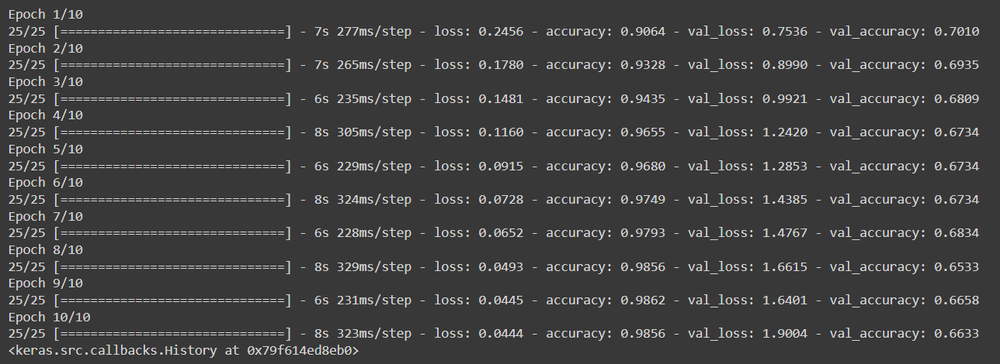 Epoch 1/10
25/25 [==============================] - 7s 277ms/step - loss: 0.2456 - accuracy: 0.9064 - val_loss: 0.7536 - val_accuracy: 0.7010
Epoch 2/10
25/25 [==============================] - 7s 265ms/step - loss: 0.1780 - accuracy: 0.9328 - val_loss: 0.8990 - val_accuracy: 0.6935
Epoch 3/10
25/25 [==============================] - 6s 235ms/step - loss: 0.1481 - accuracy: 0.9435 - val_loss: 0.9921 - val_accuracy: 0.6809
Epoch 4/10
25/25 [==============================] - 8s 305ms/step - loss: 0.1160 - accuracy: 0.9655 - val_loss: 1.2420 - val_accuracy: 0.6734
Epoch 5/10
25/25 [==============================] - 6s 229ms/step - loss: 0.0915 - accuracy: 0.9680 - val_loss: 1.2853 - val_accuracy: 0.6734
Epoch 6/10
25/25 [==============================] - 8s 324ms/step - loss: 0.0728 - accuracy: 0.9749 - val_loss: 1.4385 - val_accuracy: 0.6734
Epoch 7/10
25/25 [==============================] - 6s 228ms/step - loss: 0.0652 - accuracy: 0.9793 - val_loss: 1.4767 - val_accuracy: 0.6834
Epoch 8/10
25/25 [==============================] - 8s 329ms/step - loss: 0.0493 - accuracy: 0.9856 - val_loss: 1.6615 - val_accuracy: 0.6533
Epoch 9/10
25/25 [==============================] - 6s 231ms/step - loss: 0.0445 - accuracy: 0.9862 - val_loss: 1.6401 - val_accuracy: 0.6658
Epoch 10/10
25/25 [==============================] - 8s 323ms/step - loss: 0.0444 - accuracy: 0.9856 - val_loss: 1.9004 - val_accuracy: 0.6633
<keras.src.callbacks.History at 0x79f614ed8eb0>